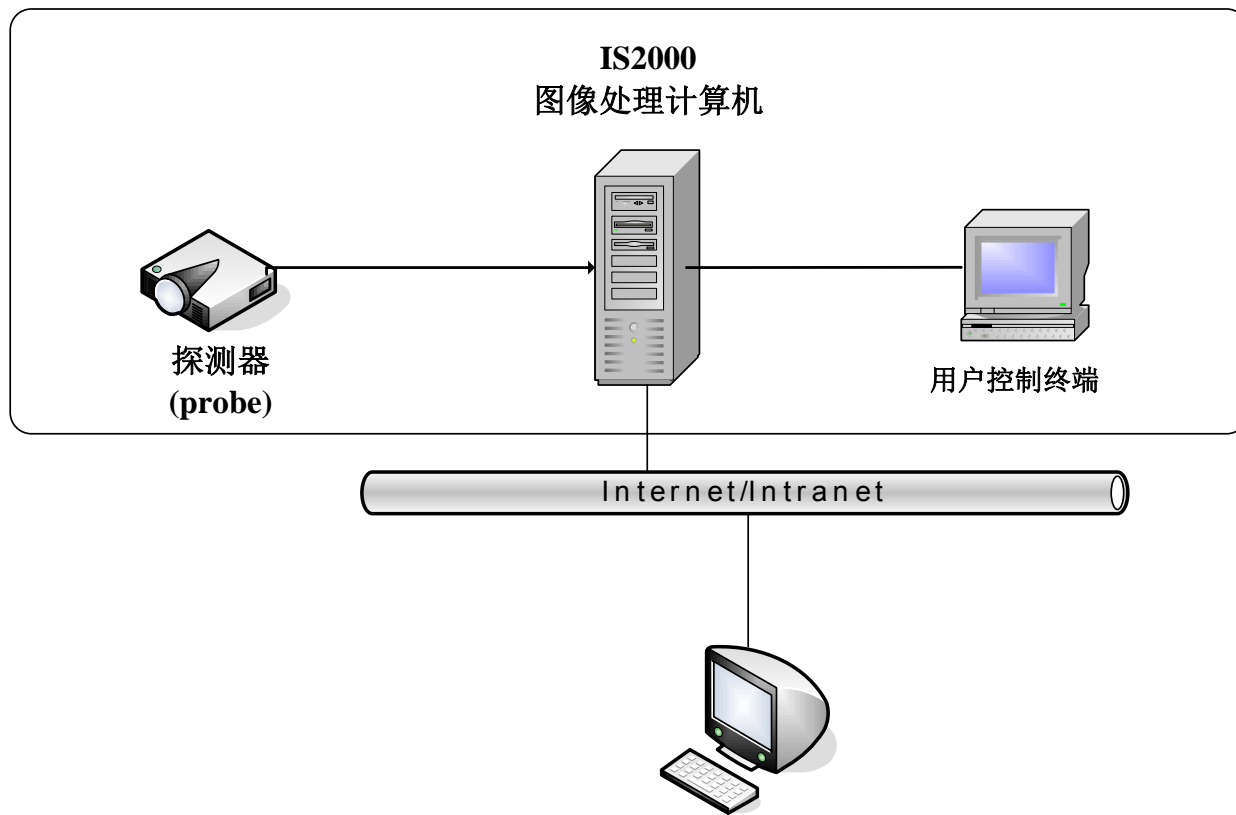 IS2000
图像处理计算机
探测器
(probe)
用户控制终端
Internet/Intranet